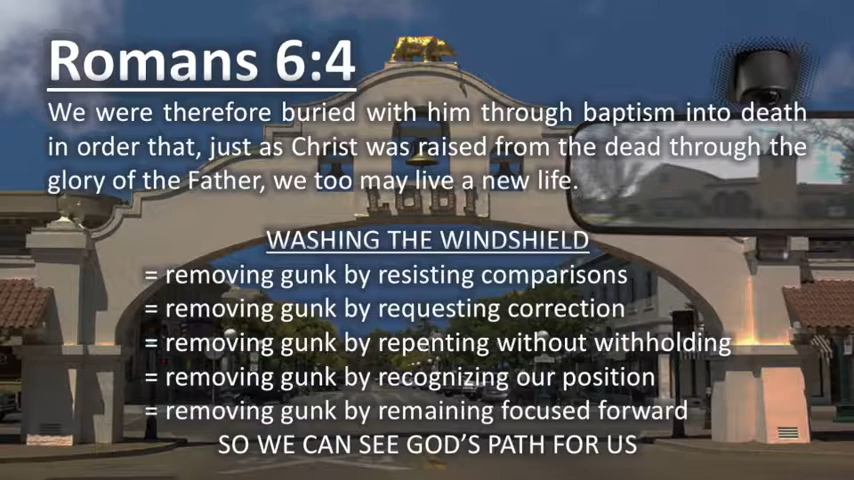 Romans 6:4
We were therefore buried with him through baptism into death
in order that, just as Christ was raised from the dead through the
glory of the Father, we too may live a new life.
LODI
WASHING THE WINDSHIELD
= removing gunk by resisting comparisons
= removing gunk by requesting correction
= removing gunk by repenting without withholding
= removing gunk by recognizing our position
= removing gunk by remaining focused forward
SO WE CAN SEE GOD'S PATH FOR US